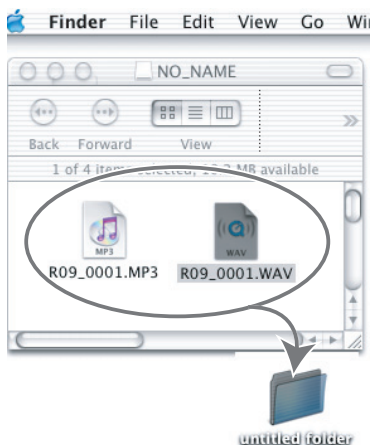 Finder File Edit View Go
NO_NAME
Back Forward View
1 of 4 items selected, MB available
MP3
WAV
R09_0001.MP3 R09_0001.WAV
untitled folder